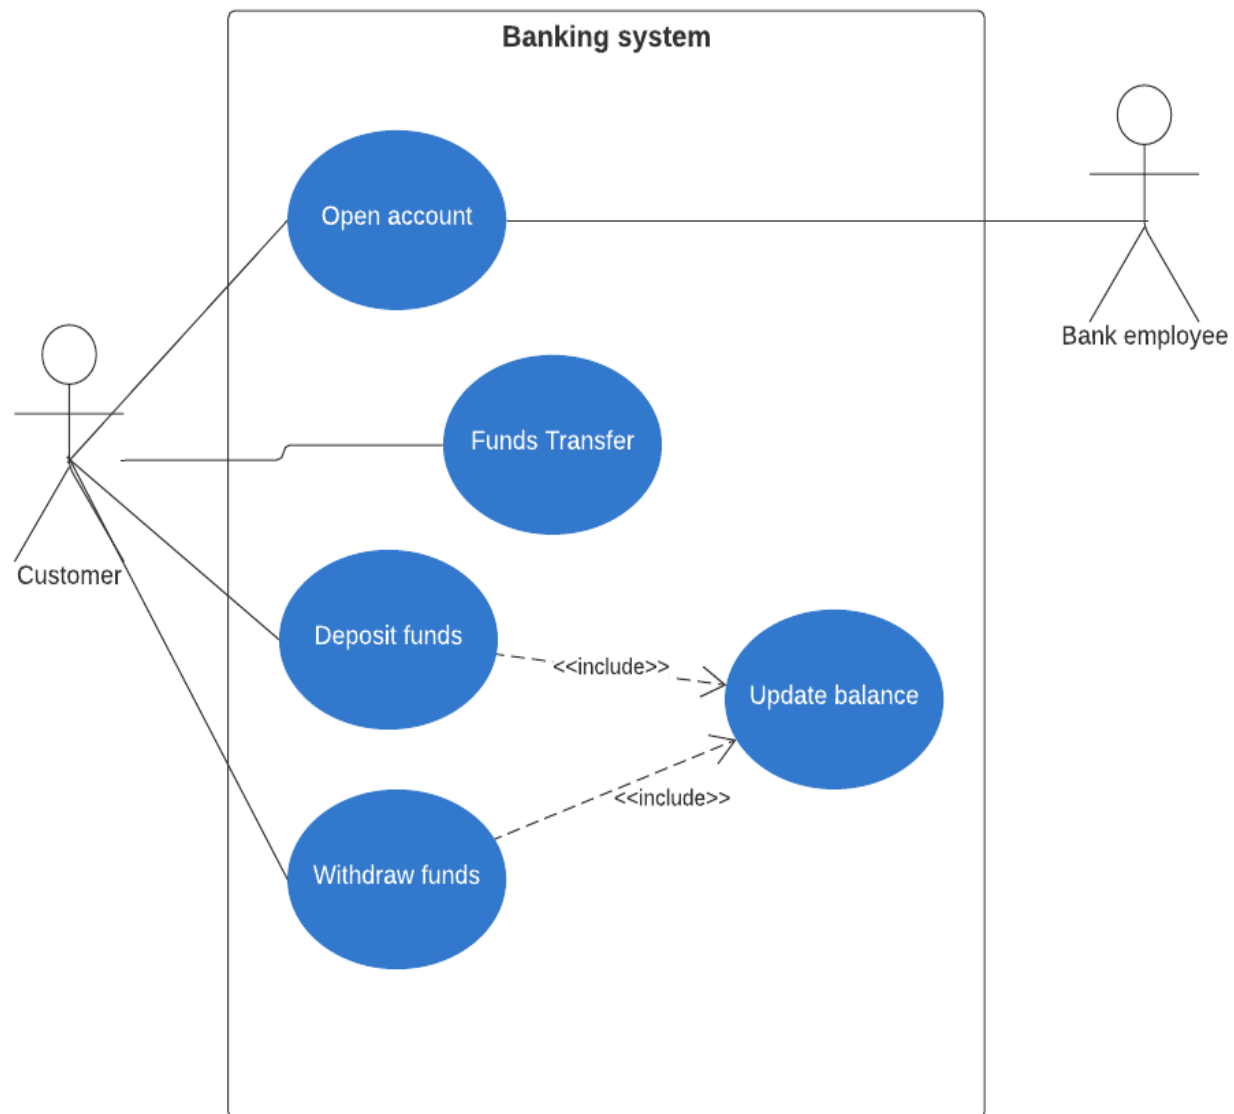 Banking system
Open account
Bank employee
Funds Transfer
Customer
Deposit funds
<<include>>
Update balance
<<include>>
Withdraw funds